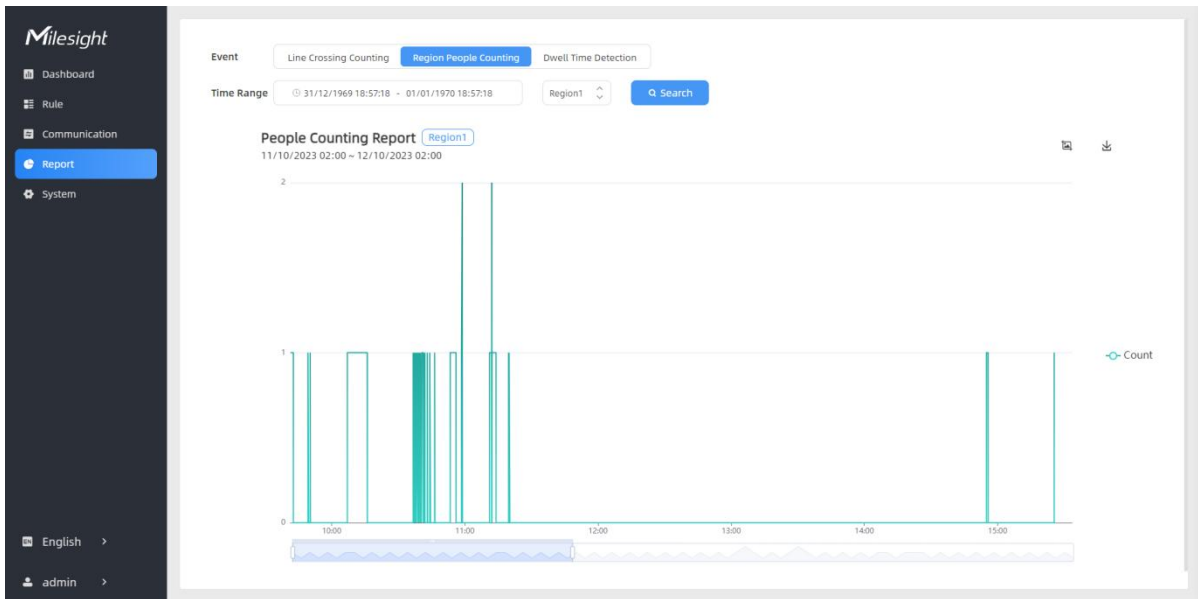 Milesight
Dashboard
Rule
Communication
Report
System
EN English >
admin >
Event Line Crossing Counting Region People Counting Dwell Time Detection
Time Range 31/12/1969 18:57:18 - 01/01/1970 18:57:18 Region1 Search
People Counting Report Region1
11/10/2023 02:00 ~ 12/10/2023 02:00
2
1
0
10:00 11:00 12:00 13:00 14:00 15:00
Count